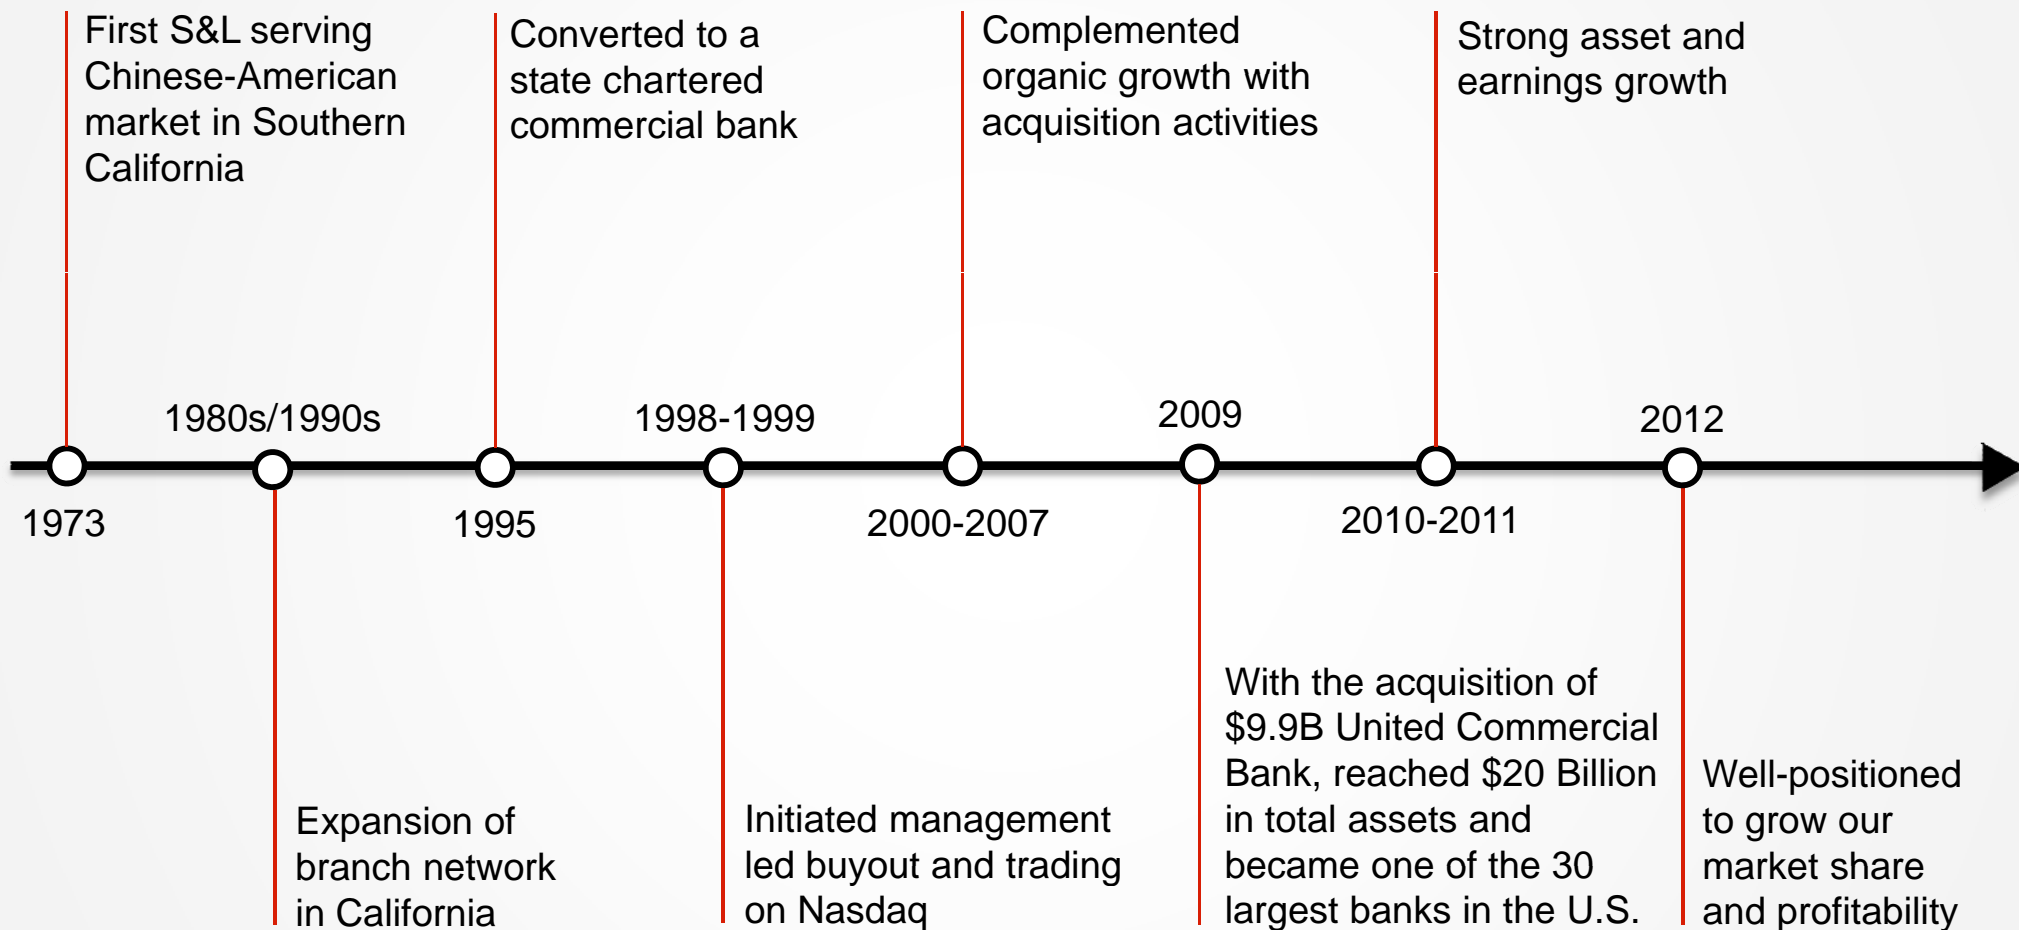 First S&L serving
Chinese-American
market in Southern
California
Converted to a
state chartered
commercial bank
Complemented
organic growth with
acquisition activities
Strong asset and
earnings growth
1980s/1990s
1998-1999
2009
2012
1973
1995
2000-2007
2010-2011
Expansion of
branch network
in California
Initiated management
led buyout and trading
on Nasdaq
With the acquisition of
$9.9B United Commercial
Bank, reached $20 Billion
in total assets and
became one of the 30
largest banks in the U.S.
Well-positioned
to grow our
market share
and profitability